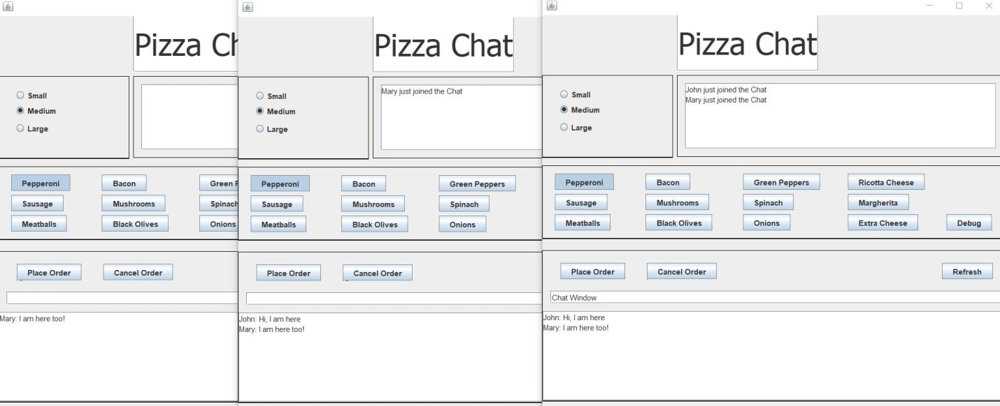 Pizza Ch
Small
Medium
Large
Pepperoni Bacon Green P
Sausage Mushrooms Spinach
Meatballs Black Olives Onions
Place Order Cancel Order
Mary: I am here too!
Pizza Chat
Small
Medium
Large
Mary just joined the Chat
Pepperoni Bacon Green Peppers
Sausage Mushrooms Spinach
Meatballs Black Olives Onions
Place Order Cancel Order
John: Hi, I am here
Mary: I am here too!
Pizza Chat
Small
Medium
Large
John just joined the Chat
Mary just joined the Chat
Pepperoni Bacon Green Peppers Ricotta Cheese
Sausage Mushrooms Spinach Margherita
Meatballs Black Olives Onions Extra Cheese Debug
Place Order Cancel Order Refresh
Chat Window
John: Hi, I am here
Mary: I am here too!